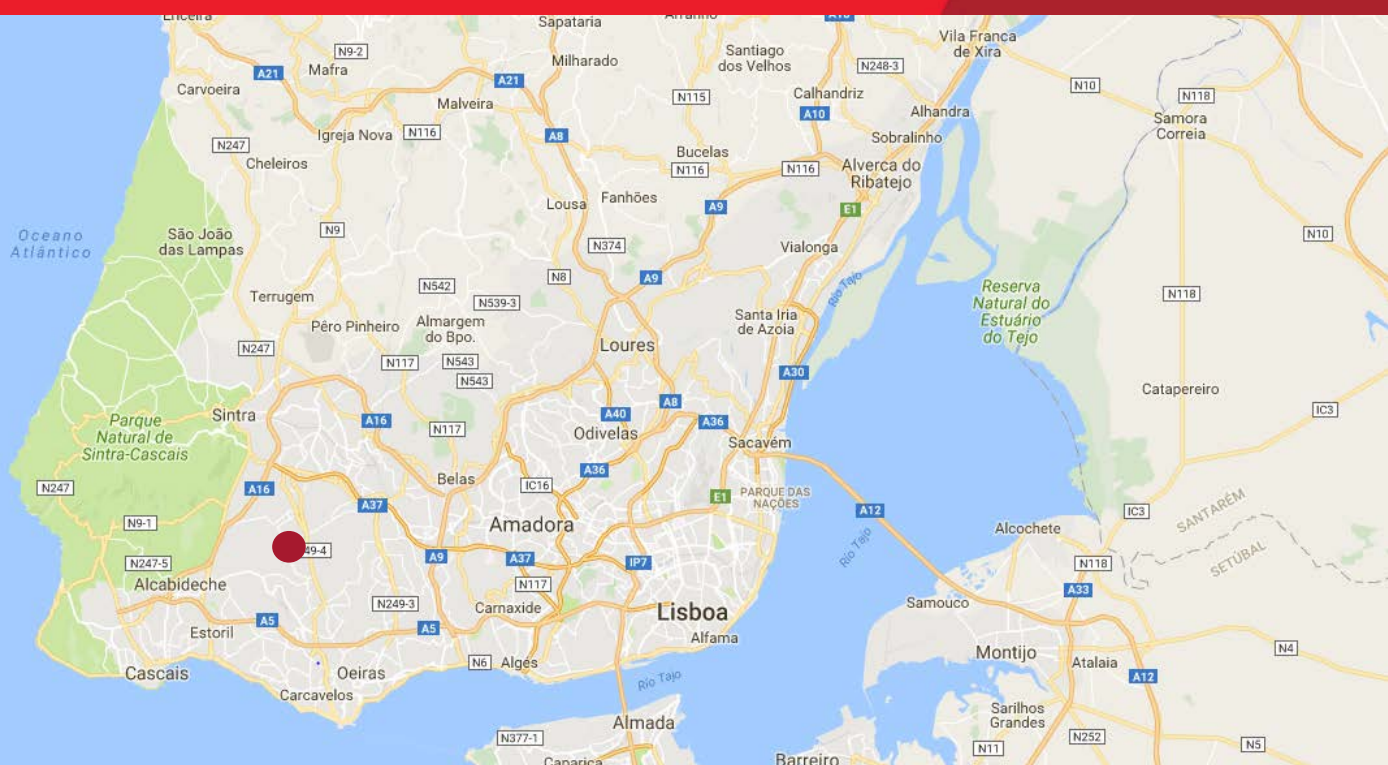 Sapataria
Vila Franca
de Xira
N9-2
Santiago
dos Velhos
Milharado
N248-3
Mafra
A21
A21
N10
Carvoeira
Calhandriz
N115
N118
Malveira
A10
Alhandra
Samora
Correia
Igreja Nova
N116
A8
Sobralinho
N247
Bucelas
Cheleiros
N116
N116
Alverca do
Ribatejo
Fanhões
Lousa
A9
E1
Oceano
Atlântico
São João
das Lampas
N9
N10
N374
Vialonga
N8
A9
Rio Tajo
N542
Reserva
Natural do
Estuário
do Tejo
Terrugem
N539-3
N118
Santa Iria
de Azoia
Pêro Pinheiro
Almargem
do Bpo.
N247
Loures
N117
N543
N543
A30
Catapereiro
A8
Sintra
A40
IC3
Parque
Natural de
Sintra-Cascais
A16
A36
N117
Odivelas
Sacavém
A36
Belas
N247
A16
IC16
E1
PARQUE DAS
NAÇÕES
A37
SANTARÉM
A12
IC3
N9-1
Amadora
Alcochete
Rio Tajo
49-4
A9
A37
SETÚBAL
N247-5
IP7
N118
Alcabideche
N117
A33
N249-3
Carnaxide
Samouco
Lisboa
A5
A5
Estoril
Alfama
N4
Montijo
N6
Algés
Atalaia
Cascais
Oeiras
A12
Rio Tajo
Carcavelos
Sarilhos
Grandes
Almada
N377-1
N252
N11
N5
Barreiro